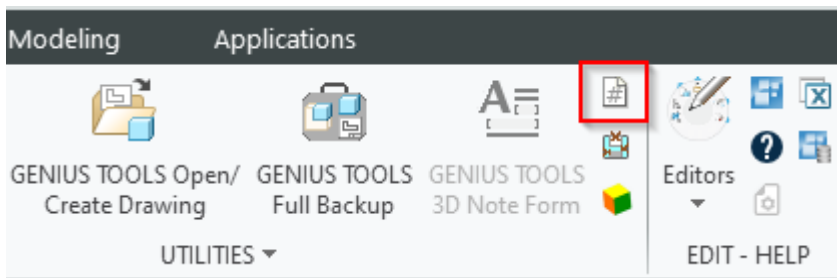 Modeling Applications
GENIUS TOOLS Open/
Create Drawing
GENIUS TOOLS
Full Backup
GENIUS TOOLS
3D Note Form
#
Editors
?
X
UTILITIES
EDIT - HELP